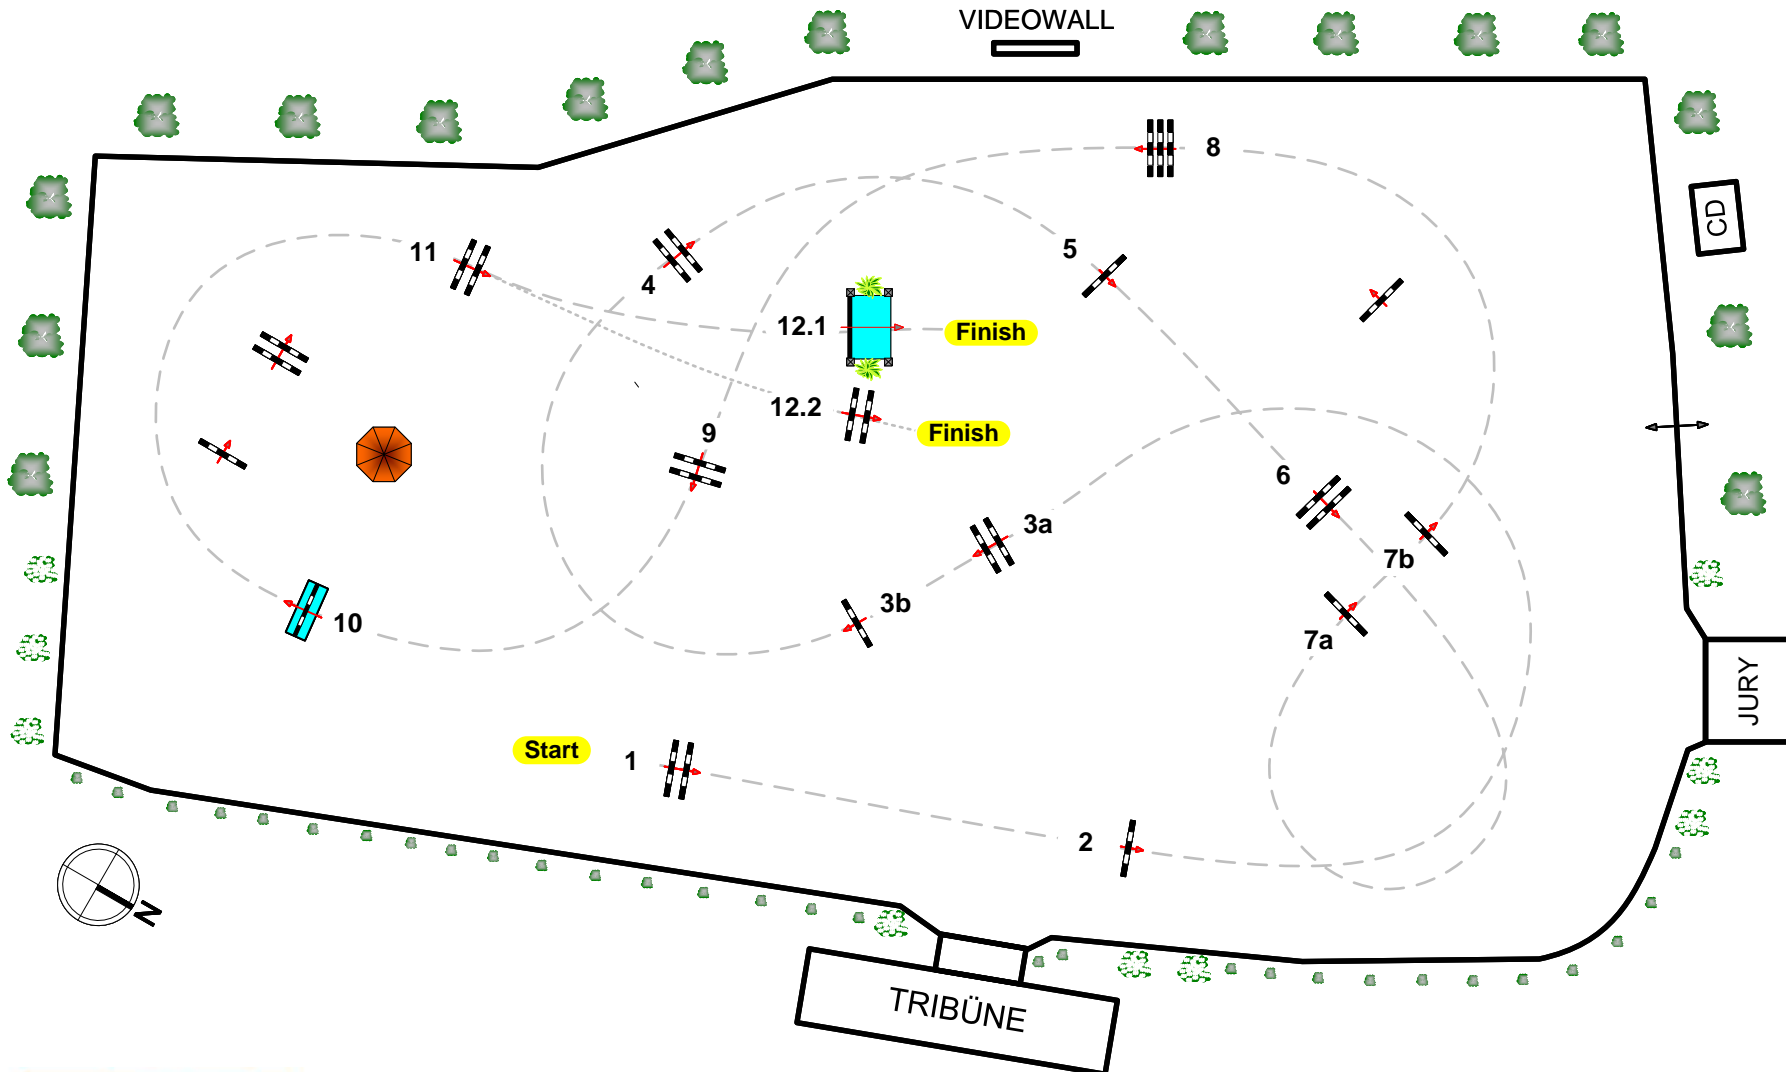 VIDEOWALL
8
CD
11
4
5
12.1
Finish
12.2
Finish
9
6
3a
7b
3b
10
7a
JURY
Start
1
2
N
TRIBÜNE